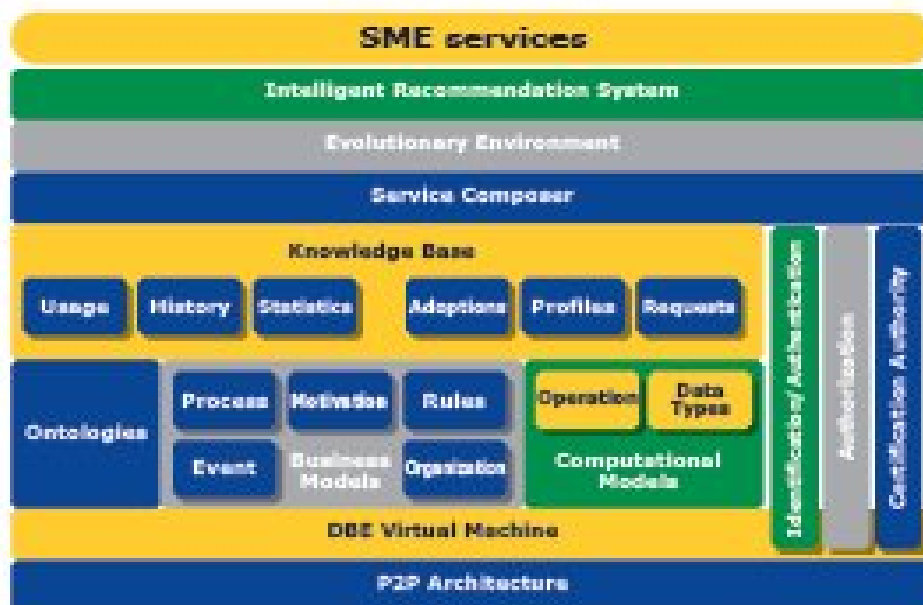 SME services
Intelligent Recommendation System
Evolutionary Environment
Service Composer
Knowledge Base
Usage
History
Statistics
Adoptions
Profiles
Requests
Ontologies
Process
Motivation
Rules
Event
Business
Models
Organization
Operation
Data
Types
Computational
Models
Identification/Authentication
Authorization
Certification Authority
DBE Virtual Machine
P2P Architecture